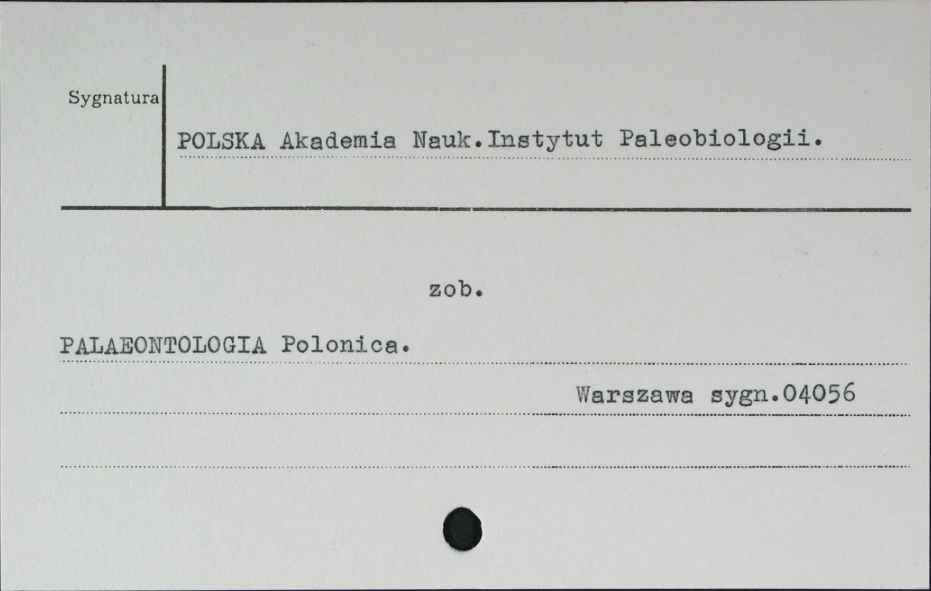 Sygnatura
POLSKA Akademia Nauk.Instytut Paleobiologii.
zob.
PALAEONTOLOGIA Polonica.
Warszawa sygn.04056